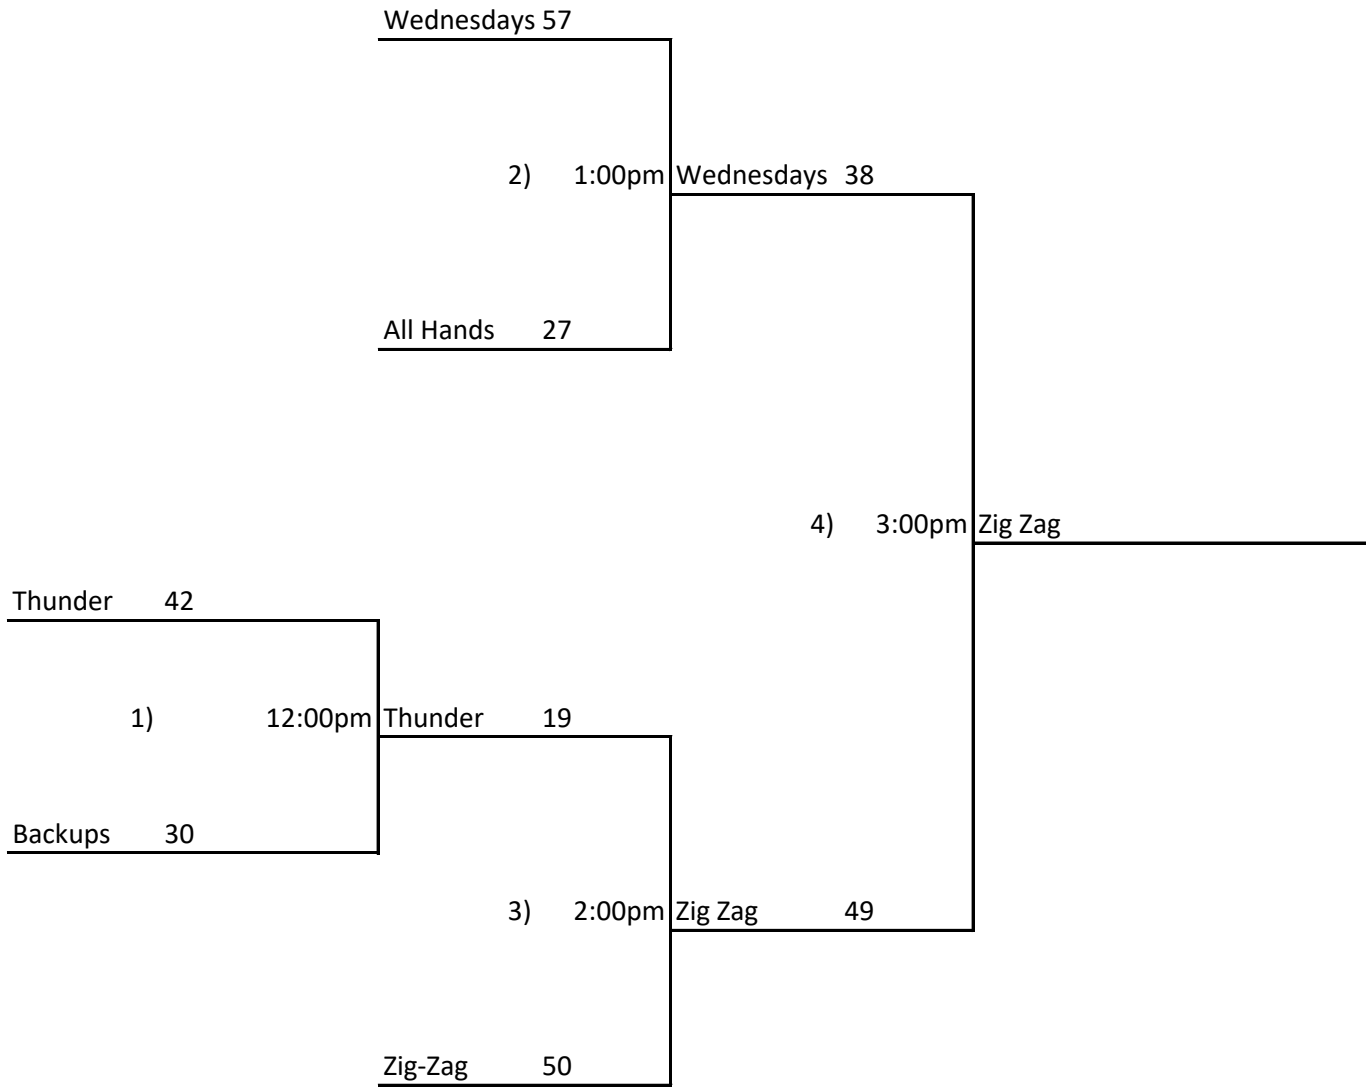 Wednesdays 57
2) 1:00pm Wednesdays 38
All Hands 27
4) 3:00pm Zig Zag
Thunder 42
1) 12:00pm Thunder 19
Backups 30
3) 2:00pm Zig Zag 49
Zig-Zag 50